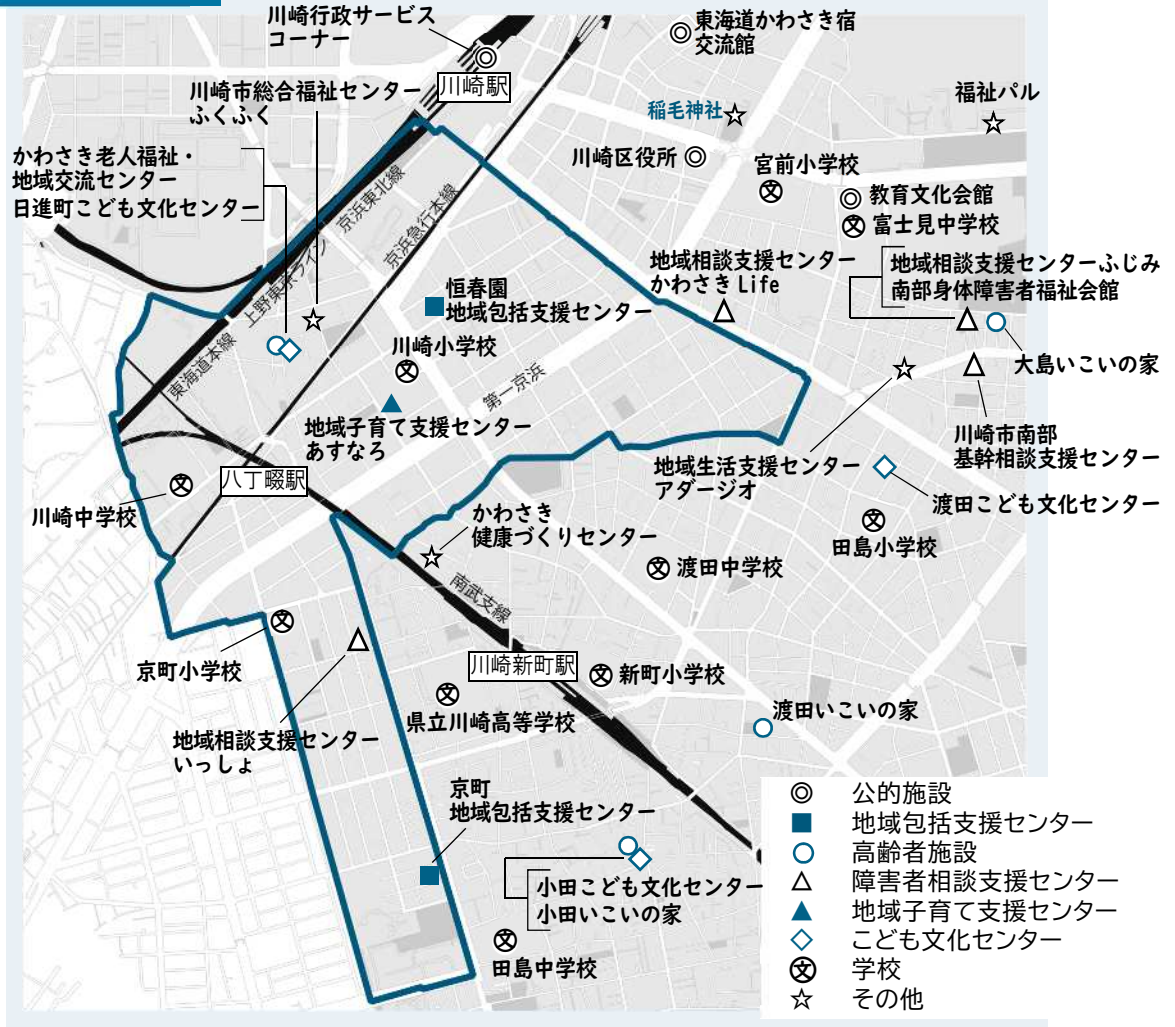 川崎行政サービス
コーナー
川崎駅
東海道かわさき宿
交流館
川崎市総合福祉センター
ふくふく
稲毛神社
福祉パル
かわさき老人福祉・
地域交流センター
日進町こども文化センター
川崎区役所
宮前小学校
教育文化会館
富士見中学校
上野東京ライン
京浜東北線
京浜急行本線
東海道本線
恒春園
地域包括支援センター
地域相談支援センター
かわさきLife
地域相談支援センターふじみ
南部身体障害者福祉会館
大島いこいの家
川崎小学校
第一京浜
地域子育て支援センター
あすなろ
川崎市南部
基幹相談支援センター
地域生活支援センター
アダージオ
八丁畷駅
川崎中学校
渡田こども文化センター
かわさき
健康づくりセンター
田島小学校
渡田中学校
南武支線
京町小学校
川崎新町駅
新町小学校
県立川崎高等学校
渡田いこいの家
地域相談支援センター
いっしょ
京町
地域包括支援センター
小田こども文化センター
小田いこいの家
田島中学校
公的施設
地域包括支援センター
高齢者施設
障害者相談支援センター
地域子育て支援センター
こども文化センター
文 学校
その他